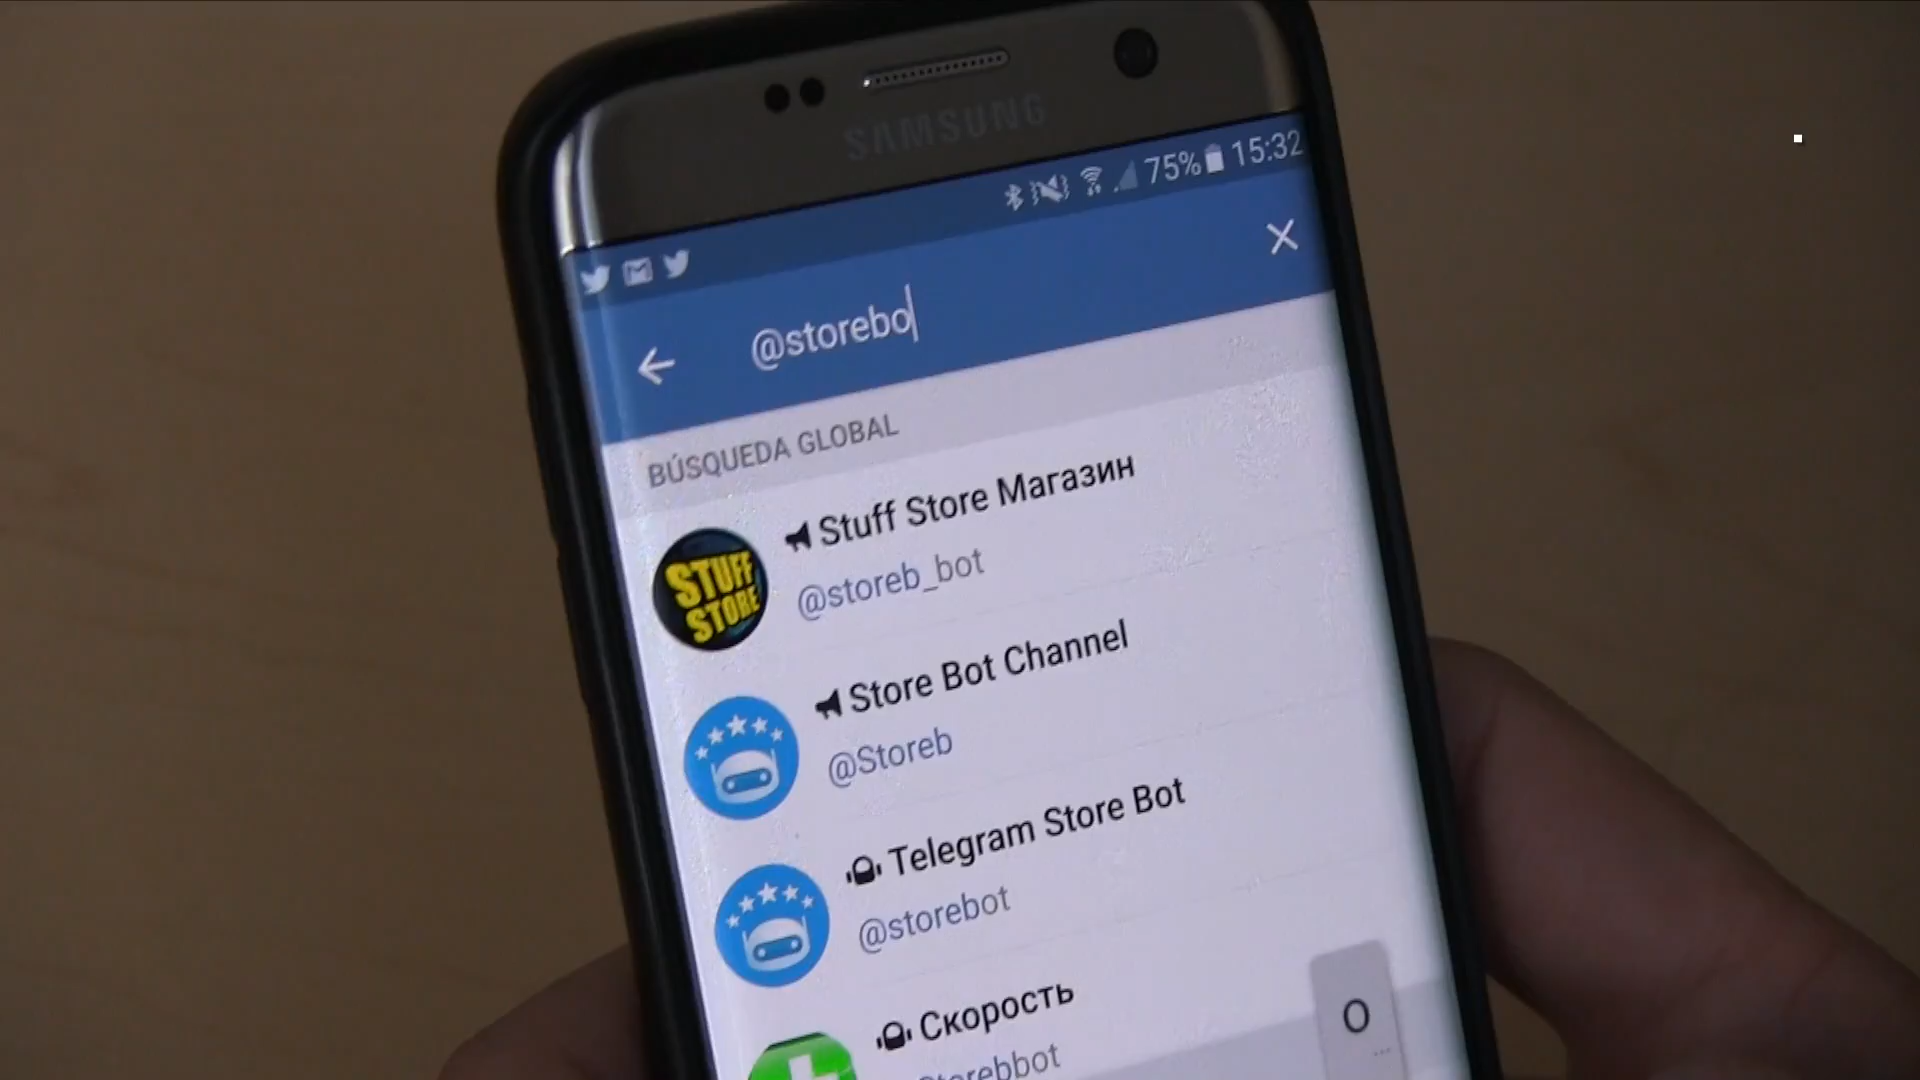 SAMSUNG
75% 15:32
@storebo
BÚSQUEDA GLOBAL
STUFF
STORE
Stuff Store Магазин
@storeb_bot
Store Bot Channel
@Storeb
Telegram Store Bot
@storebot
Скорость
o